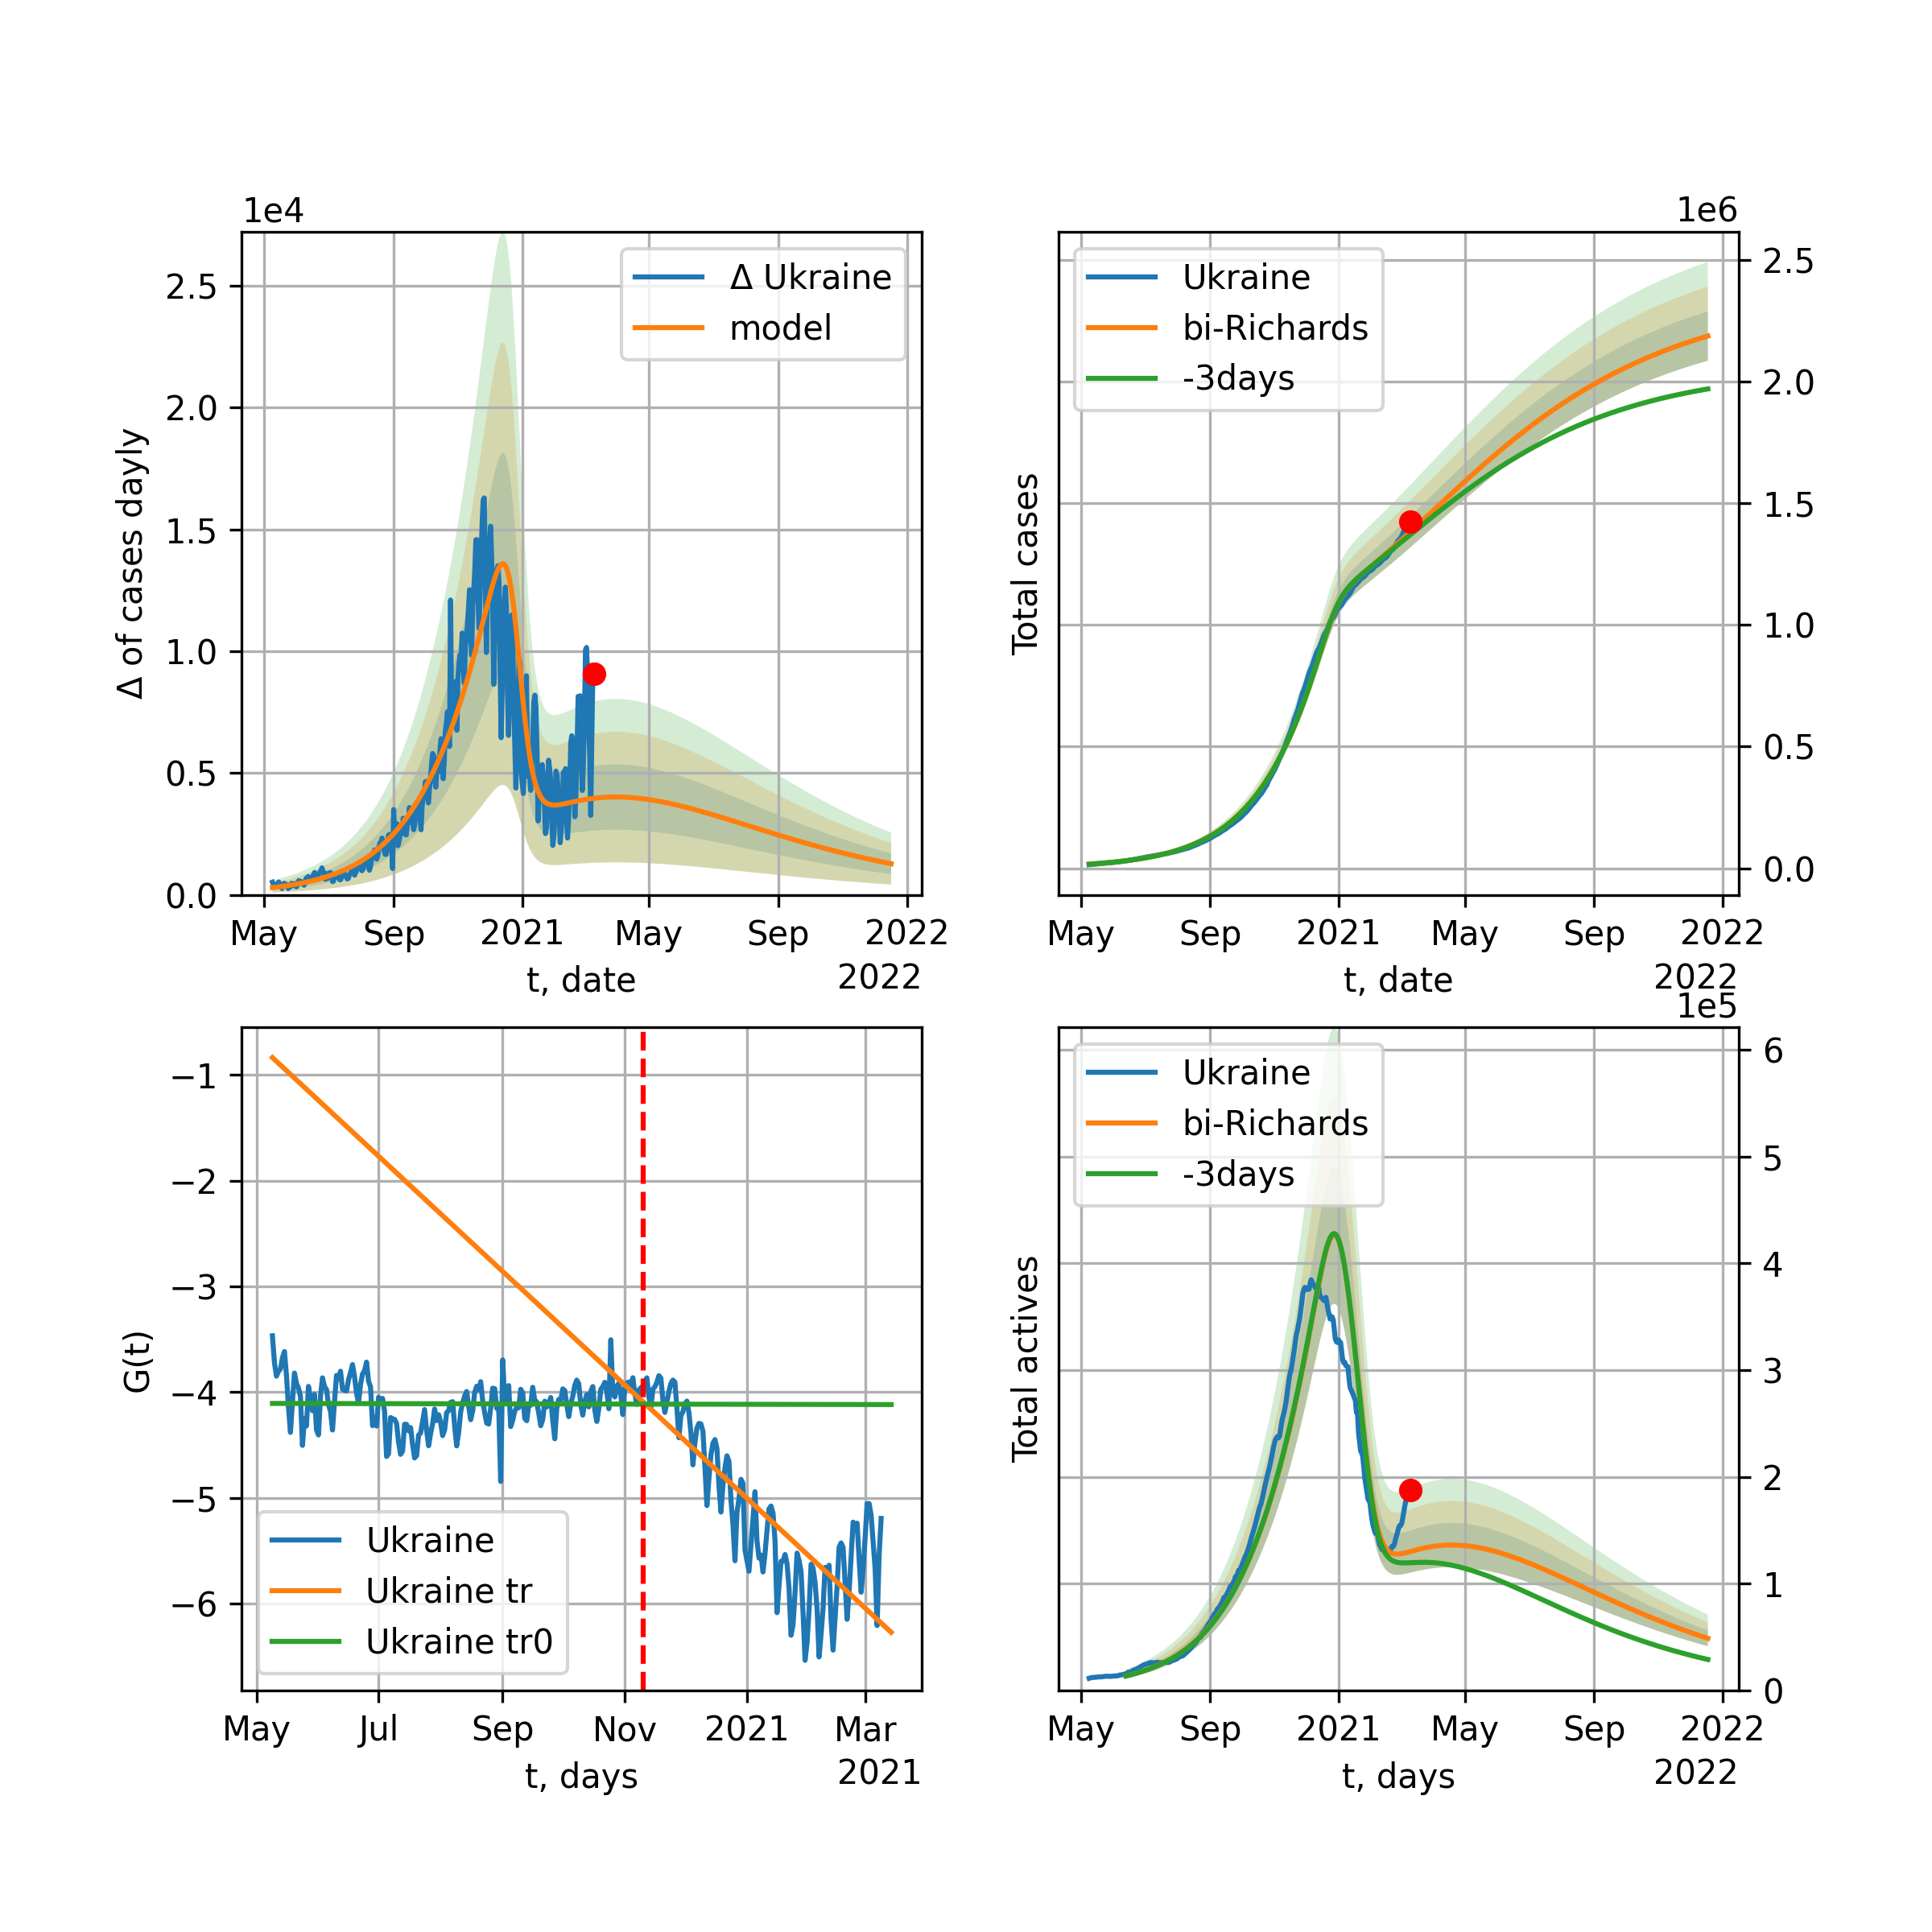 1e4
2.5
2.0
1.5
1.0
0.5
0.0
Δ of cases dayly
Δ Ukraine
model
May Sep 2021 May Sep 2022
t, date
2022
1e6
2.5
2.0
1.5
1.0
0.5
0.0
Total cases
Ukraine
bi-Richards
-3days
May Sep 2021 May Sep 2022
t, date
2022
−1
−2
−3
−4
−5
−6
G(t)
Ukraine
Ukraine tr
Ukraine tr0
May Jul Sep Nov 2021 Mar
t, days
2021
1e5
6
5
4
3
2
1
0
Total actives
Ukraine
bi-Richards
-3days
May Sep 2021 May Sep 2022
t, days
2022